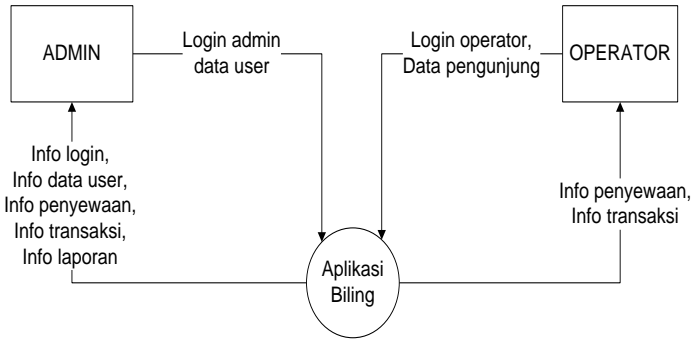 ADMIN
Login admin
data user
Login operator,
Data pengunjung
OPERATOR
Info login,
Info data user,
Info penyewaan,
Info transaksi,
Info laporan
Info penyewaan,
Info transaksi
Aplikasi
Biling